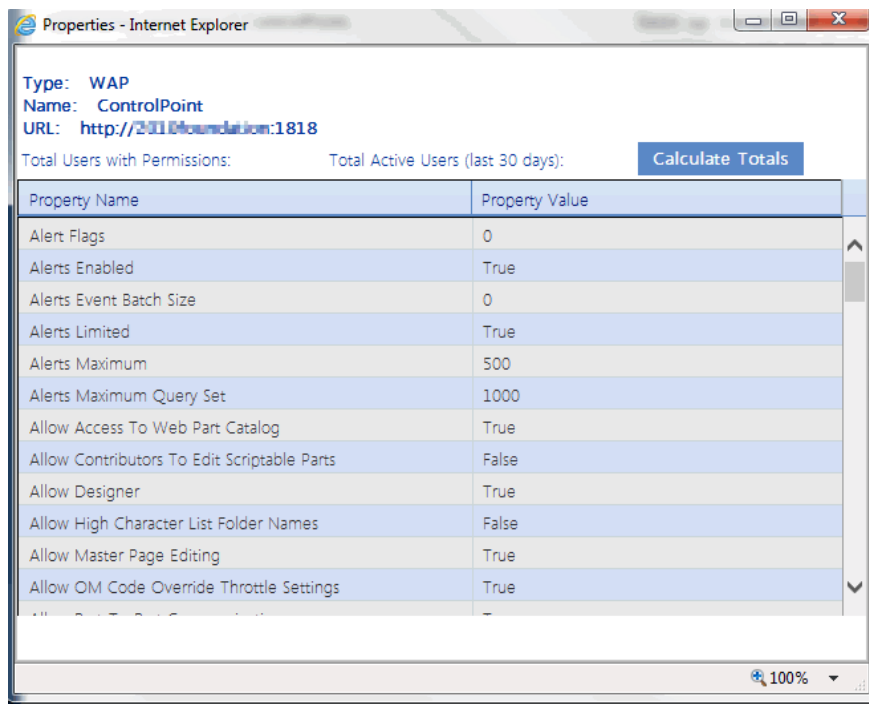 Properties - Internet Explorer
Type: WAP
Name: ControlPoint
URL: http://:1818
Total Users with Permissions: Total Active Users (last 30 days): Calculate Totals
Property Name Property Value
Alert Flags 0
Alerts Enabled True
Alerts Event Batch Size 0
Alerts Limited True
Alerts Maximum 500
Alerts Maximum Query Set 1000
Allow Access To Web Part Catalog True
Allow Contributors To Edit Scriptable Parts False
Allow Designer True
Allow High Character List Folder Names False
Allow Master Page Editing True
Allow OM Code Override Throttle Settings True
100%